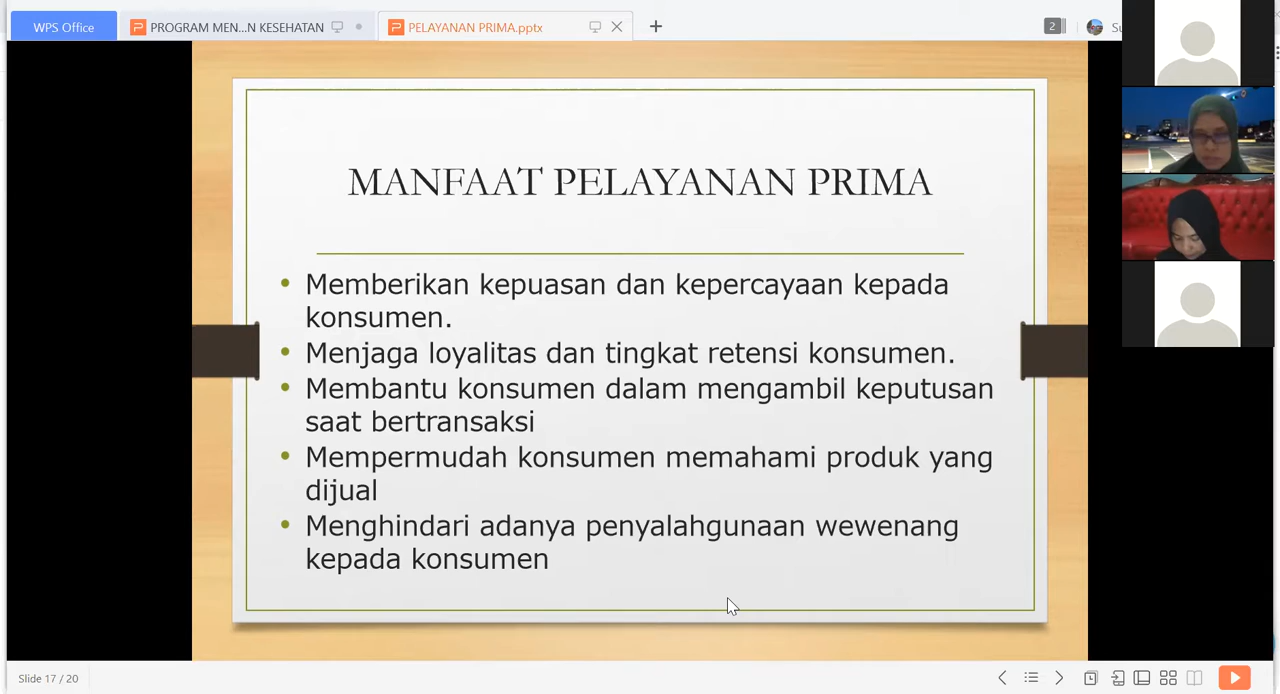 WPS Office
PROGRAM MEN...N KESEHATAN
PELAYANAN PRIMA.pptx
2
MANFAAT PELAYANAN PRIMA
• Memberikan kepuasan dan kepercayaan kepada
konsumen.
• Menjaga loyalitas dan tingkat retensi konsumen.
• Membantu konsumen dalam mengambil keputusan
saat bertransaksi
• Mempermudah konsumen memahami produk yang
dijual
• Menghindari adanya penyalahgunaan wewenang
kepada konsumen
Slide 17 / 20